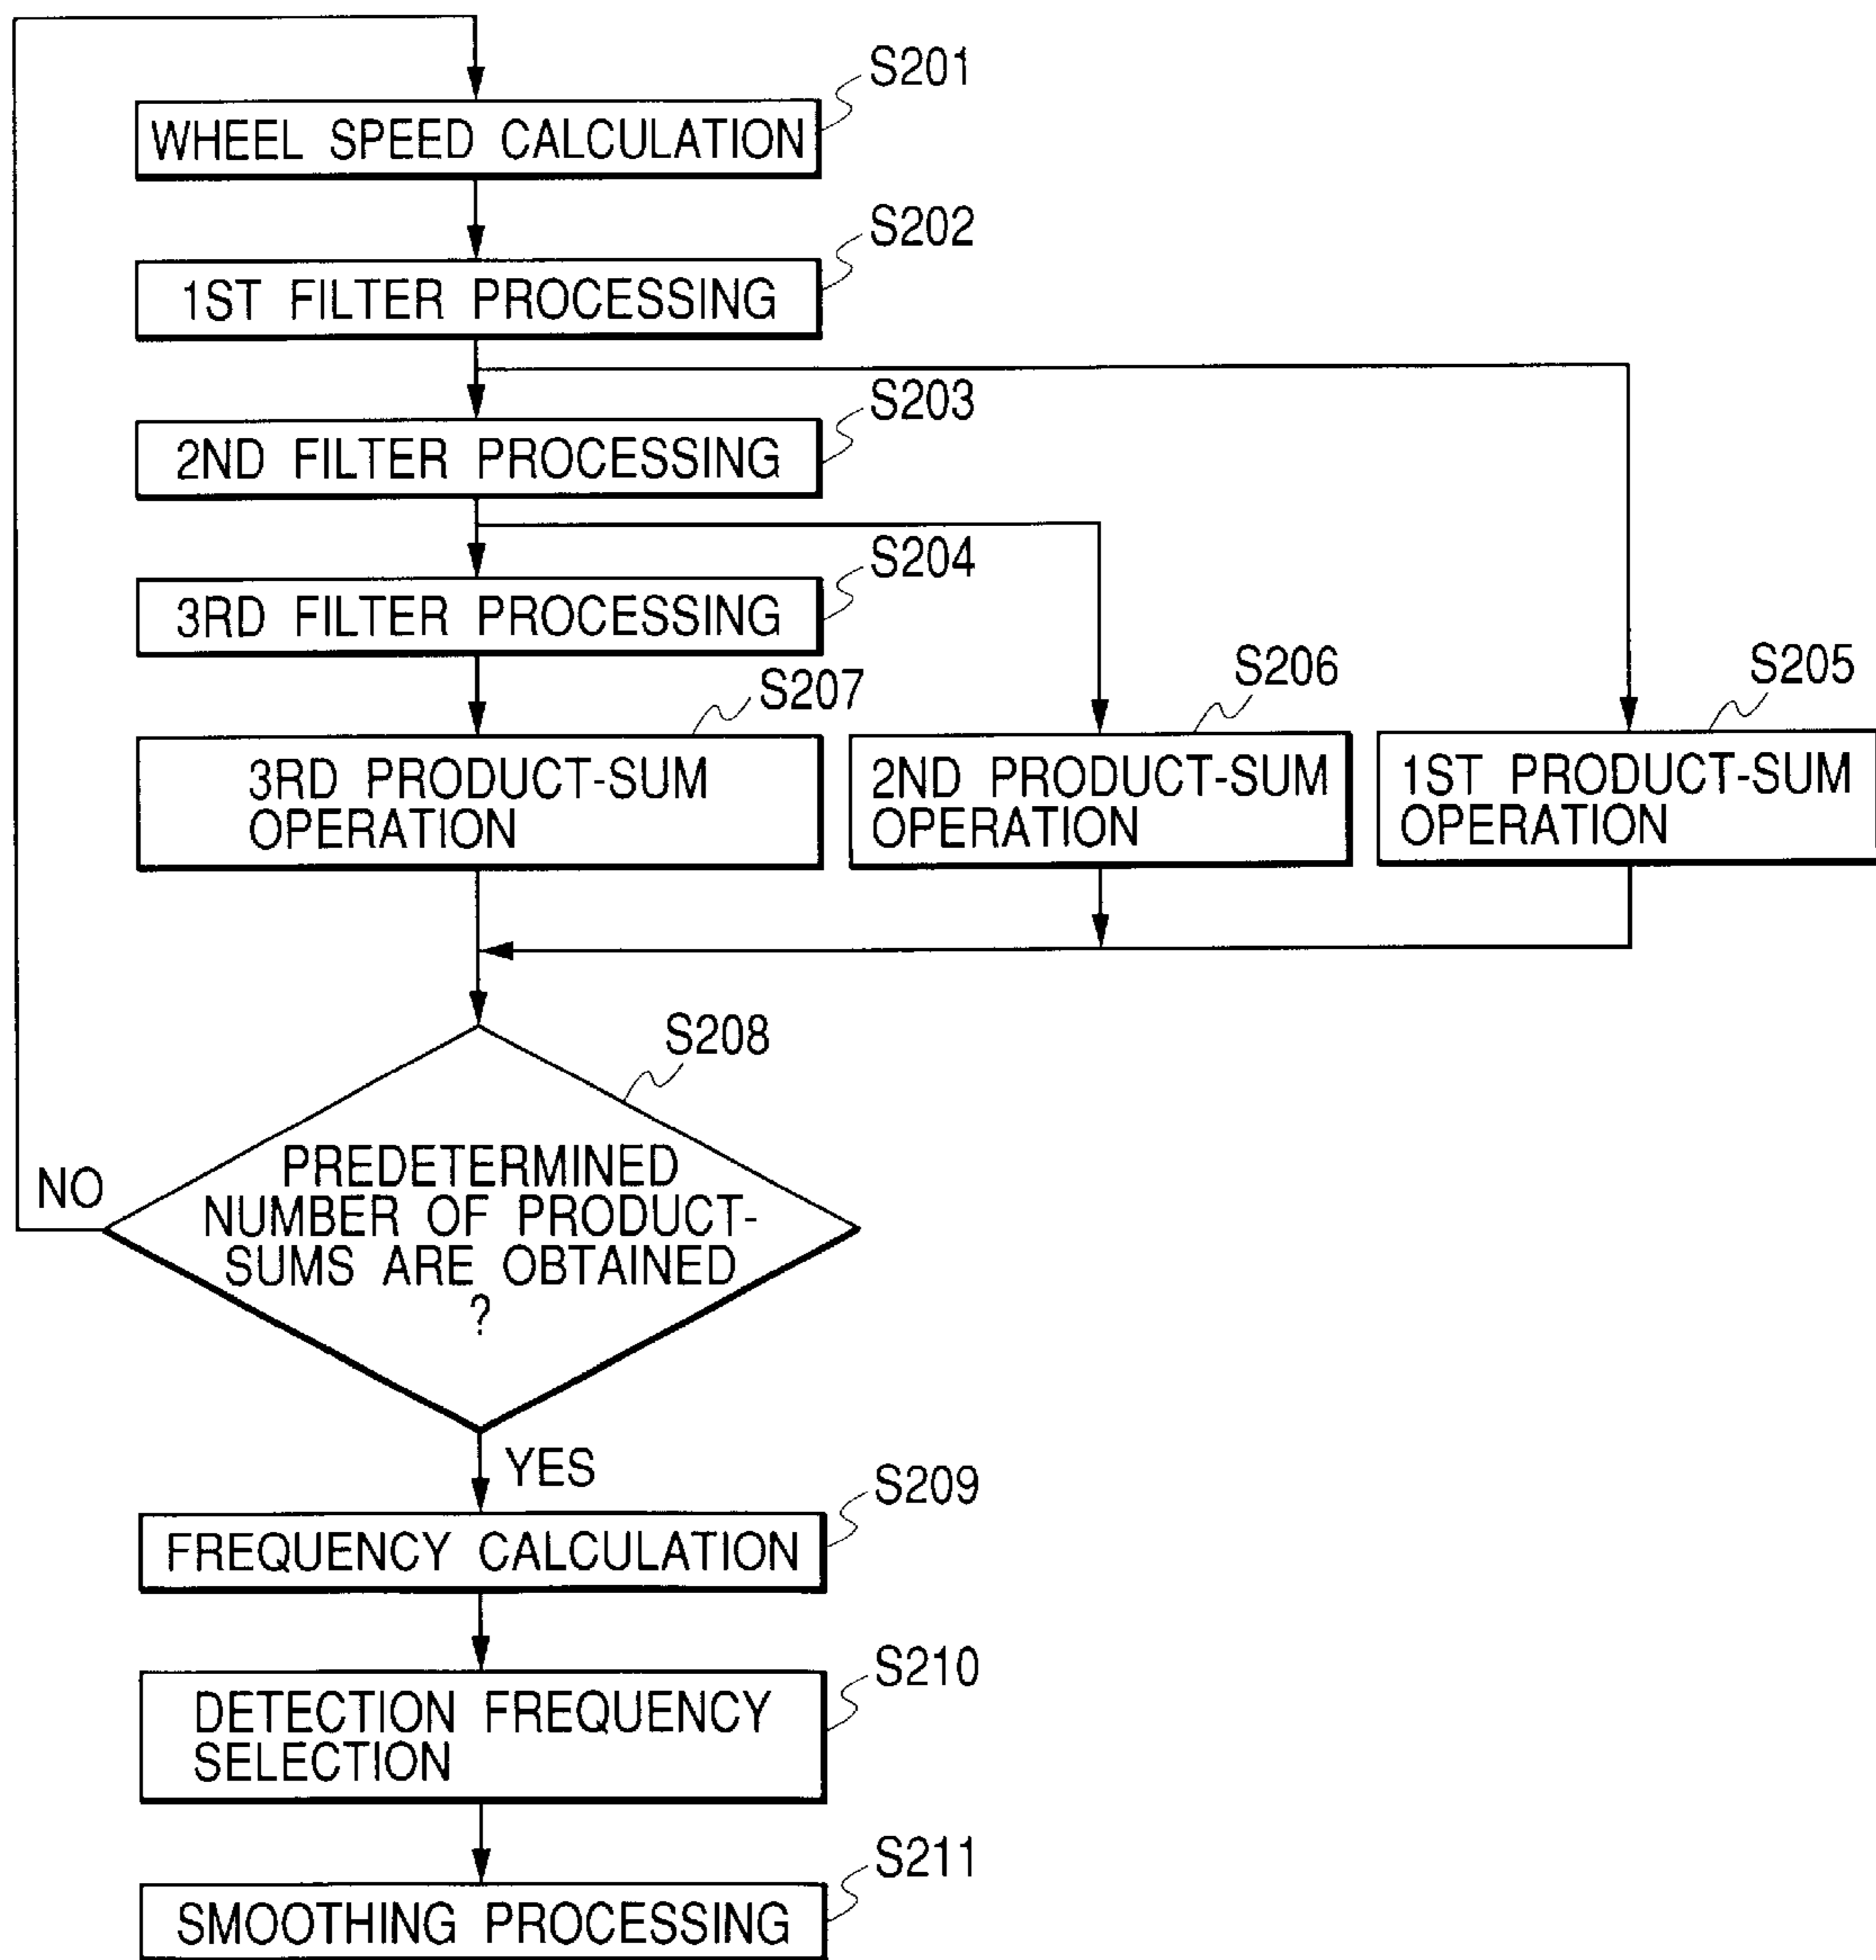 S201
WHEEL SPEED CALCULATION
S202
1ST FILTER PROCESSING
S203
2ND FILTER PROCESSING
S204
3RD FILTER PROCESSING
S207
3RD PRODUCT-SUM
OPERATION
S206
2ND PRODUCT-SUM
OPERATION
S205
1ST PRODUCT-SUM
OPERATION
S208
PREDETERMINED
NUMBER OF PRODUCT-
SUMS ARE OBTAINED
?
NO
YES
S209
FREQUENCY CALCULATION
S210
DETECTION FREQUENCY
SELECTION
S211
SMOOTHING PROCESSING